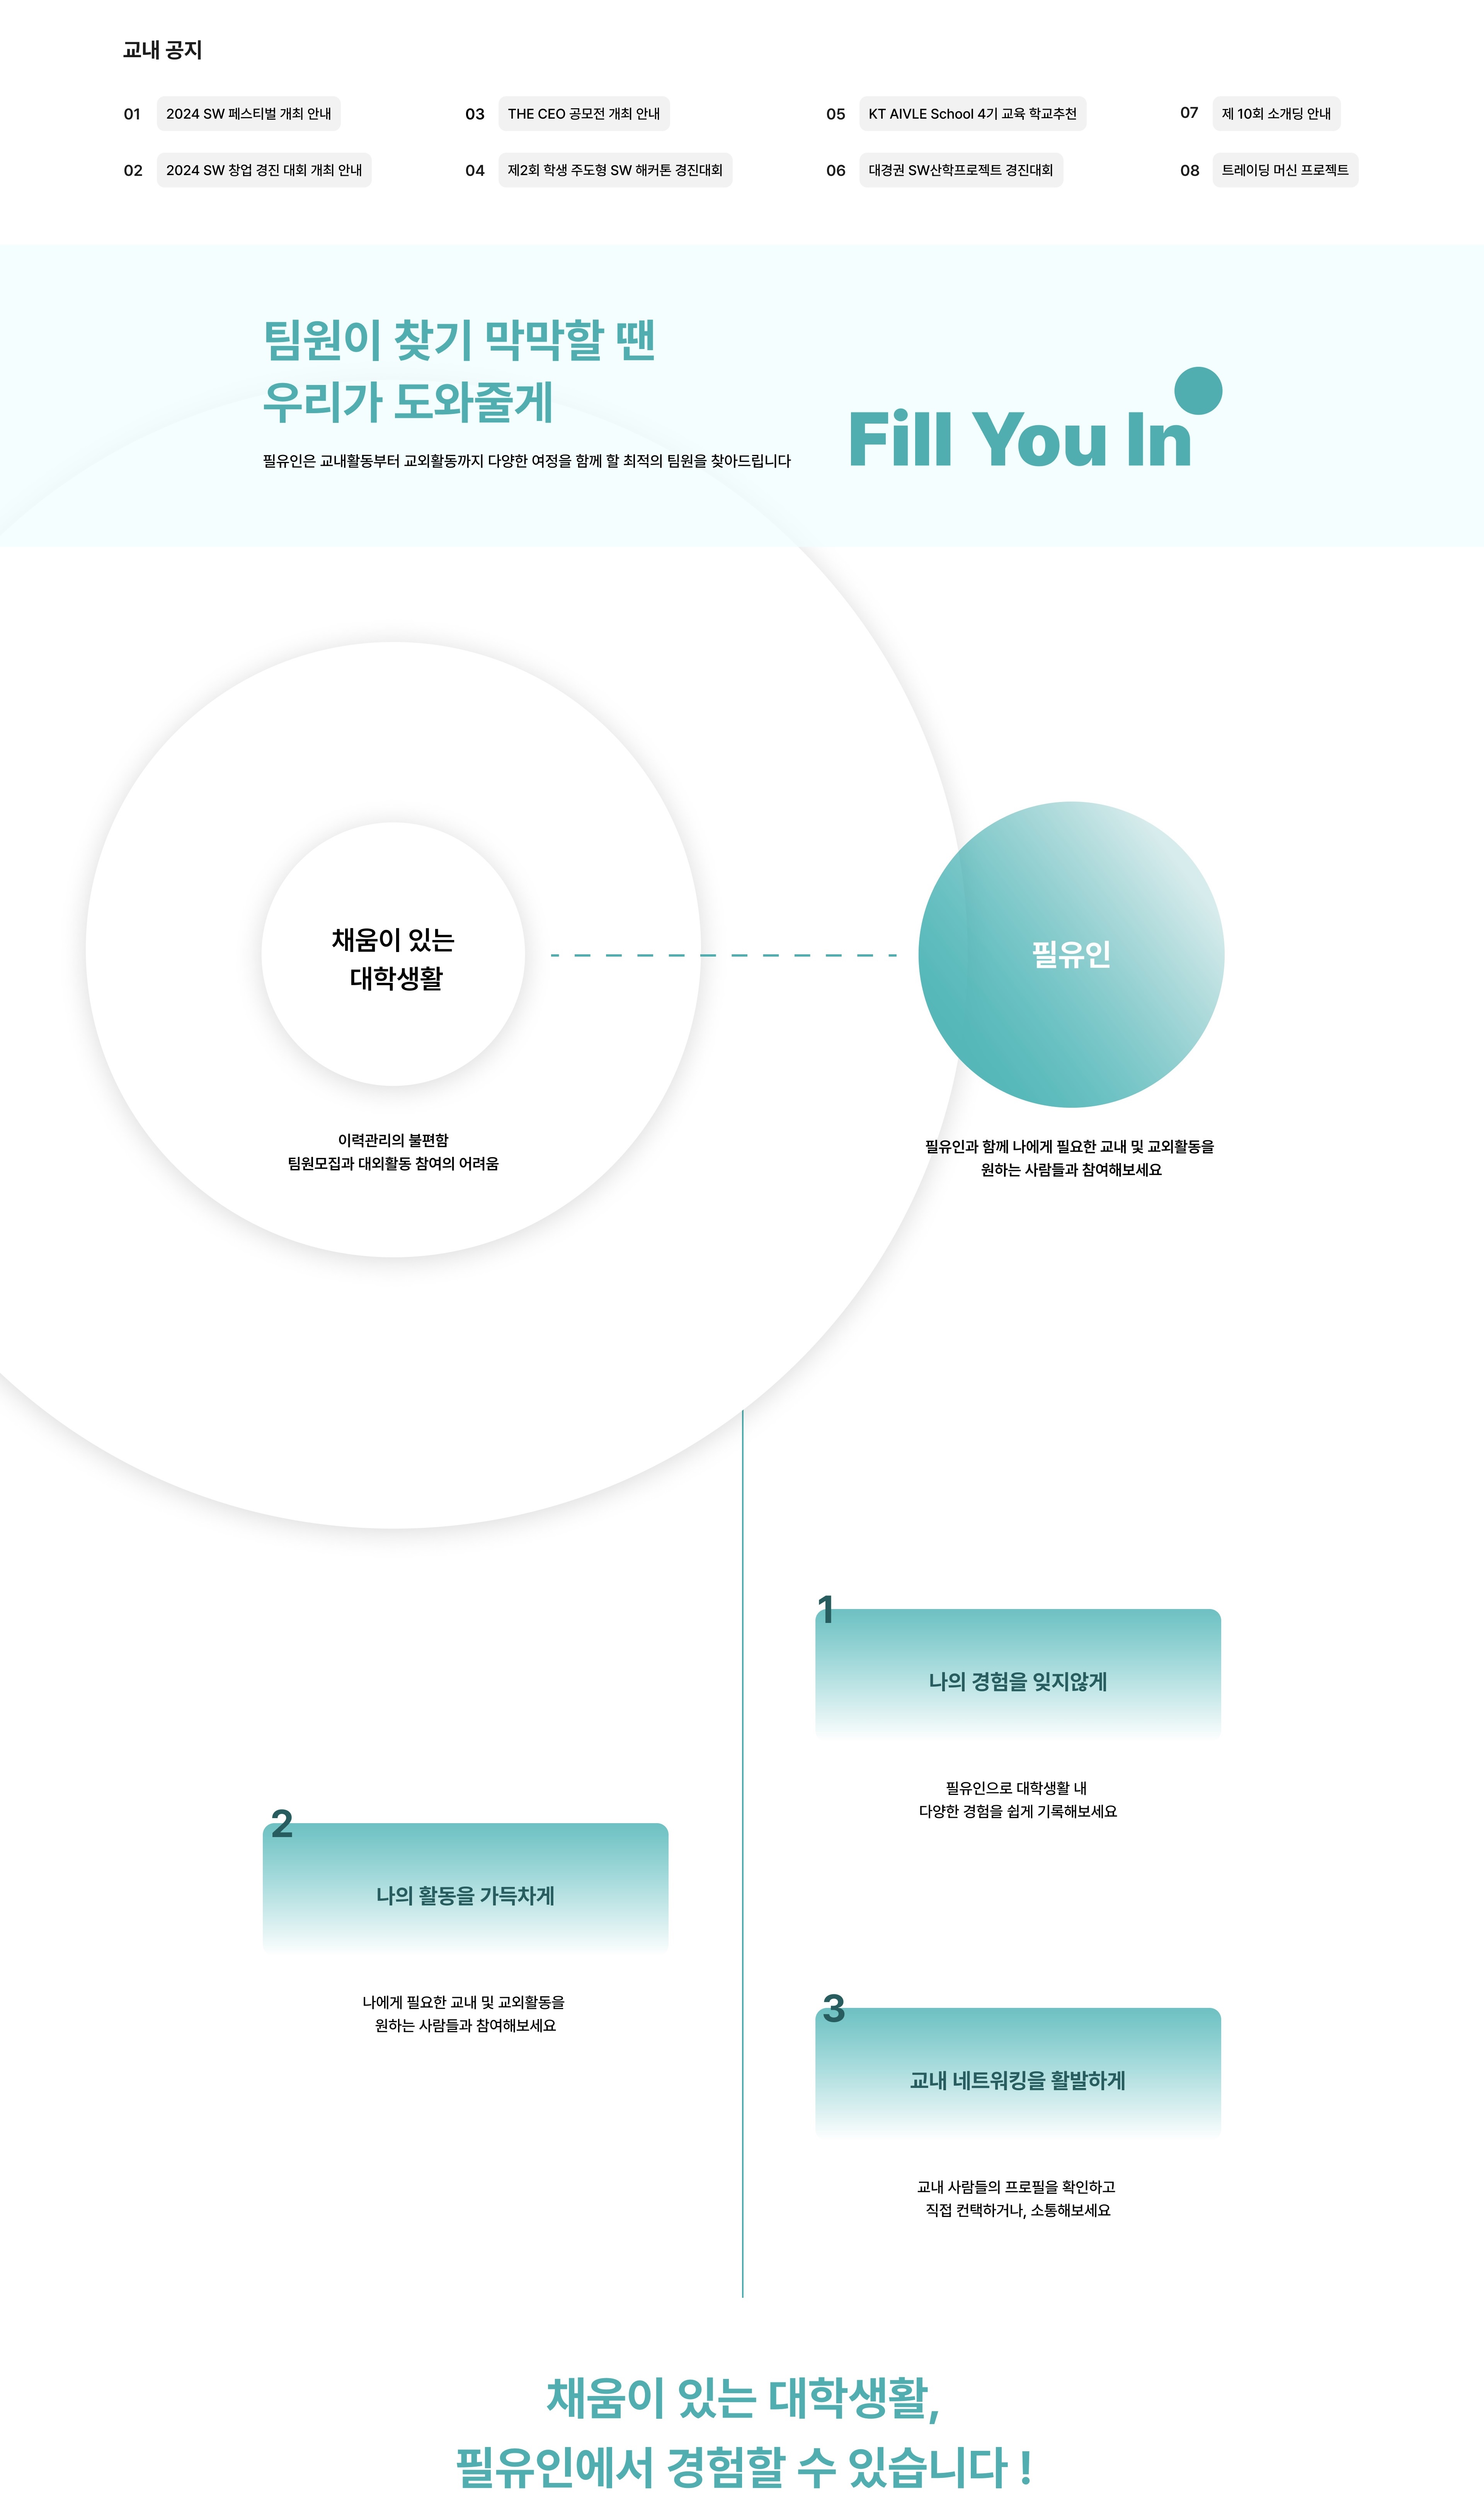 교내 공지
01 2024 SW 페스티벌 개최 안내
02 2024 SW 창업 경진 대회 개최 안내
03 THE CEO 공모전 개최 안내
04 제2회 학생 주도형 SW 해커톤 경진대회
05 KT AIVLE School 4기 교육 학교추천
06 대경권 SW산학프로젝트 경진대회
07 제 10회 소개딩 안내
08 트레이딩 머신 프로젝트
팀원이 찾기 막막할 땐
우리가 도와줄게
필유인은 교내활동부터 교외활동까지 다양한 여정을 함께 할 최적의 팀원을 찾아드립니다
Fill You In
채움이 있는
대학생활
이력관리의 불편함
팀원모집과 대외활동 참여의 어려움
필유인
필유인과 함께 나에게 필요한 교내 및 교외활동을
원하는 사람들과 참여해보세요
1
나의 경험을 잊지않게
필유인으로 대학생활 내
다양한 경험을 쉽게 기록해보세요
2
나의 활동을 가득차게
나에게 필요한 교내 및 교외활동을
원하는 사람들과 참여해보세요
3
교내 네트워킹을 활발하게
교내 사람들의 프로필을 확인하고
직접 컨택하거나, 소통해보세요
채움이 있는 대학생활,
필유인에서 경험할 수 있습니다 !